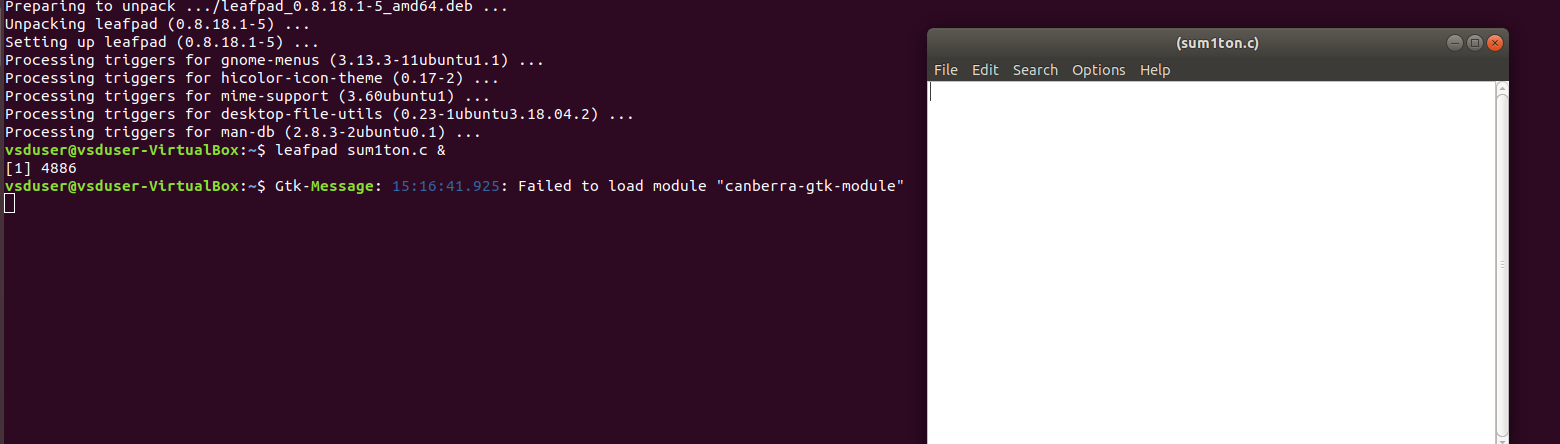 Preparing to unpack .../leafpad_0.8.18.1-5_amd64.deb ...
Unpacking leafpad (0.8.18.1-5) ...
Setting up leafpad (0.8.18.1-5) ...
Processing triggers for gnome-menus (3.13.3-11ubuntu1.1) ...
Processing triggers for hicolor-icon-theme (0.17-2) ...
Processing triggers for mime-support (3.60ubuntu1) ...
Processing triggers for desktop-file-utils (0.23-1ubuntu3.18.04.2) ...
Processing triggers for man-db (2.8.3-2ubuntu0.1) ...
vsduser@vsduser-VirtualBox:~$ leafpad sum1ton.c &
[1] 4886
vsduser@vsduser-VirtualBox:~$ Gtk-Message: 15:16:41.925: Failed to load module "canberra-gtk-module"
(sum1ton.c)
File Edit Search Options Help